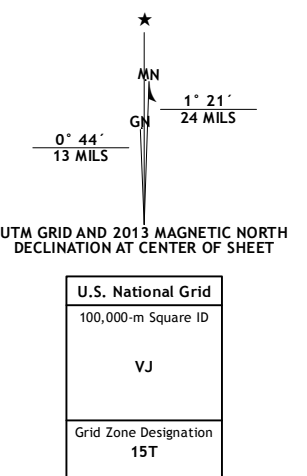 ★
MN
1° 21´
24 MILS
GN
0° 44´
13 MILS
UTM GRID AND 2013 MAGNETIC NORTH
DECLINATION AT CENTER OF SHEET
U.S. National Grid
100,000-m Square ID
VJ
Grid Zone Designation
15T